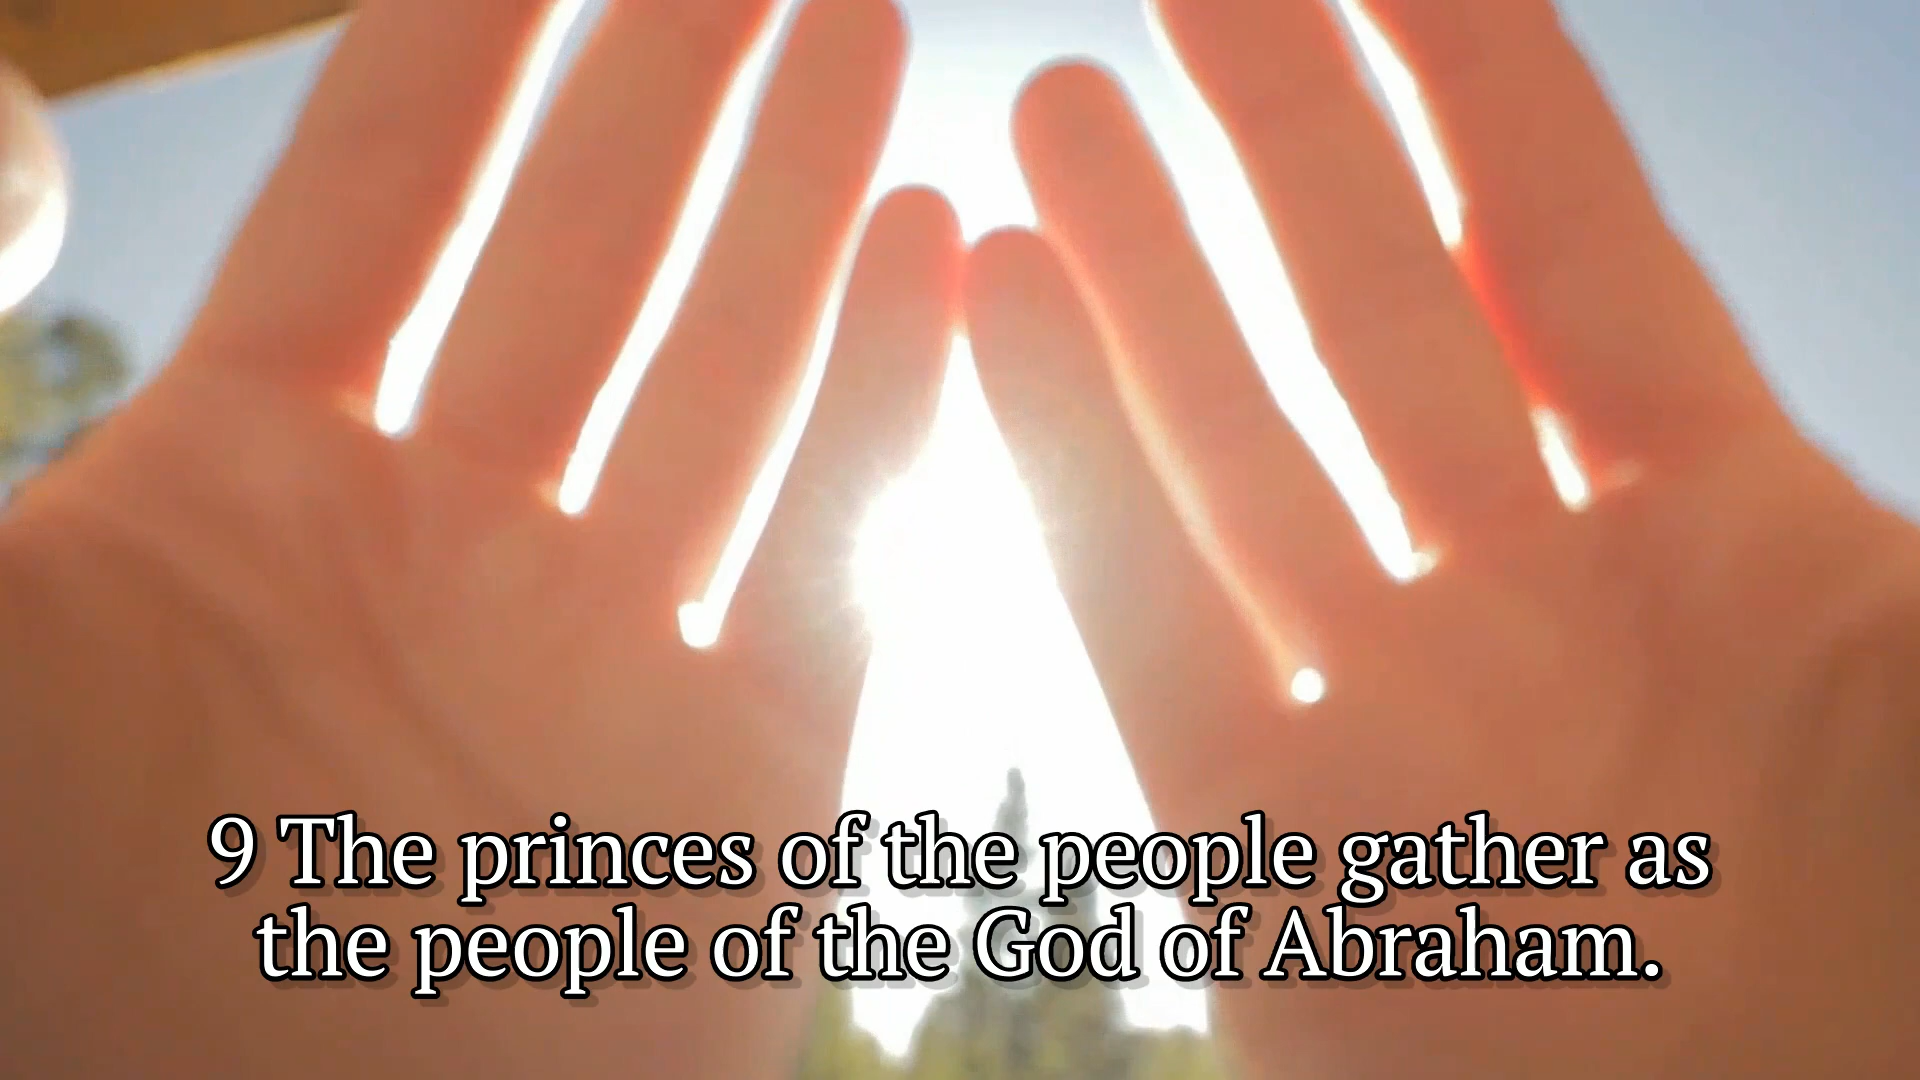 9 The princes of the people gather as
the people of the God of Abraham.